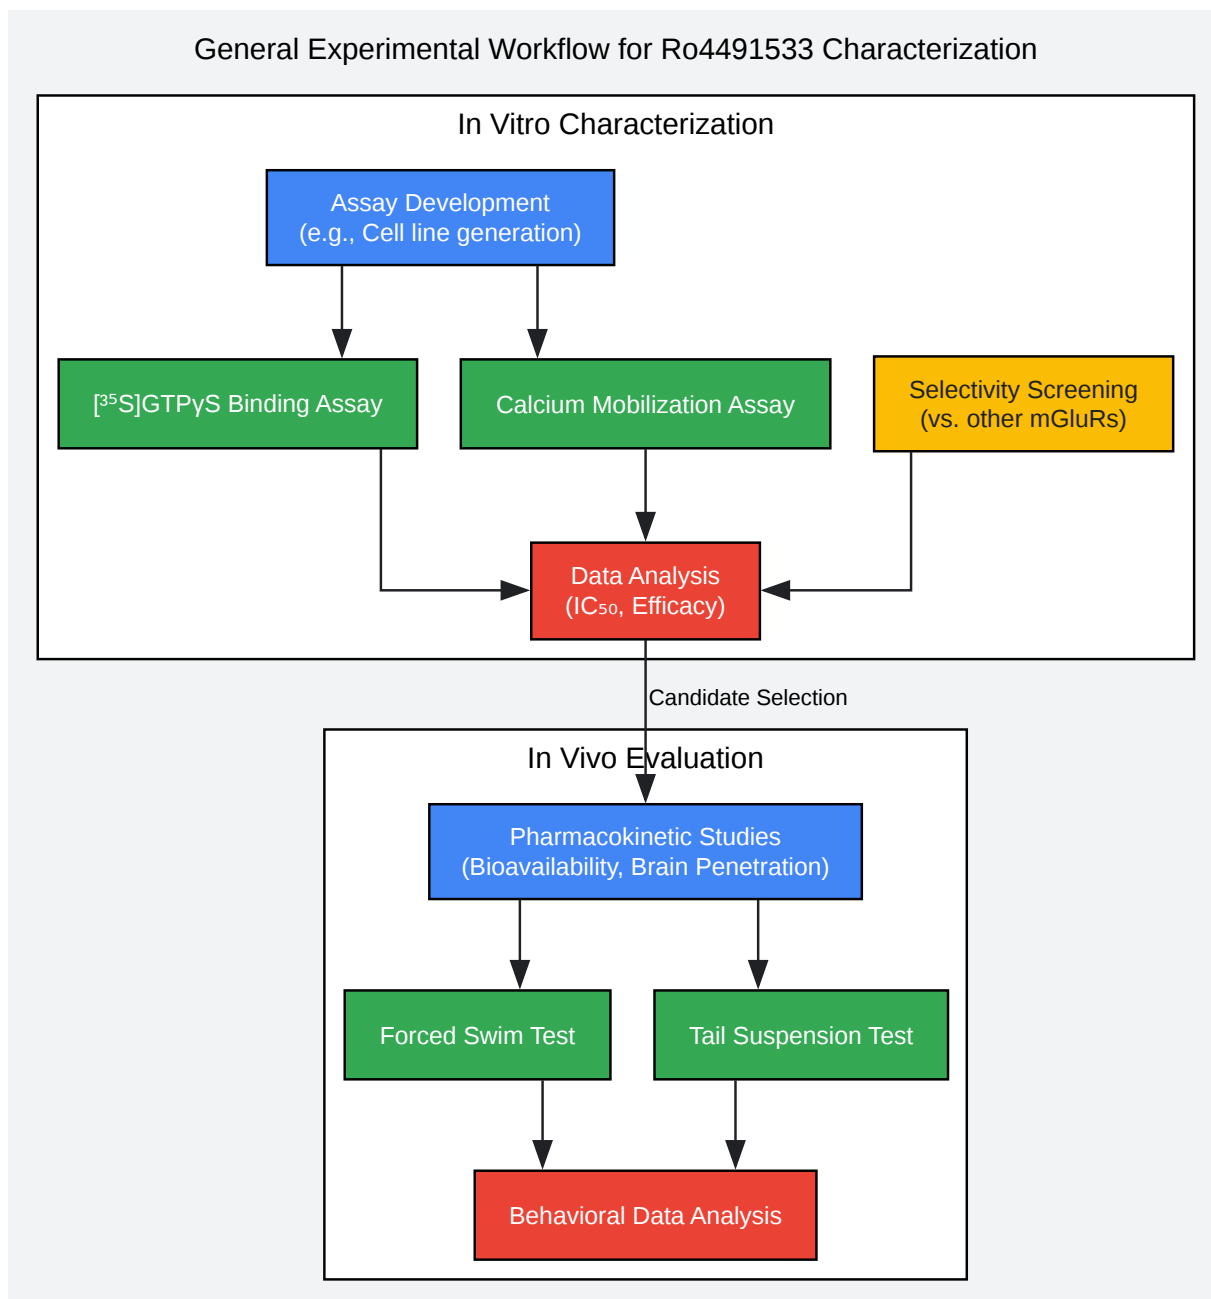 General Experimental Workflow for Ro4491533 Characterization
In Vitro Characterization
Assay Development
(e.g., Cell line generation)
[³⁵S]GTPγS Binding Assay
Calcium Mobilization Assay
Selectivity Screening
(vs. other mGluRs)
Data Analysis
(IC₅₀, Efficacy)
Candidate Selection
In Vivo Evaluation
Pharmacokinetic Studies
(Bioavailability, Brain Penetration)
Forced Swim Test
Tail Suspension Test
Behavioral Data Analysis